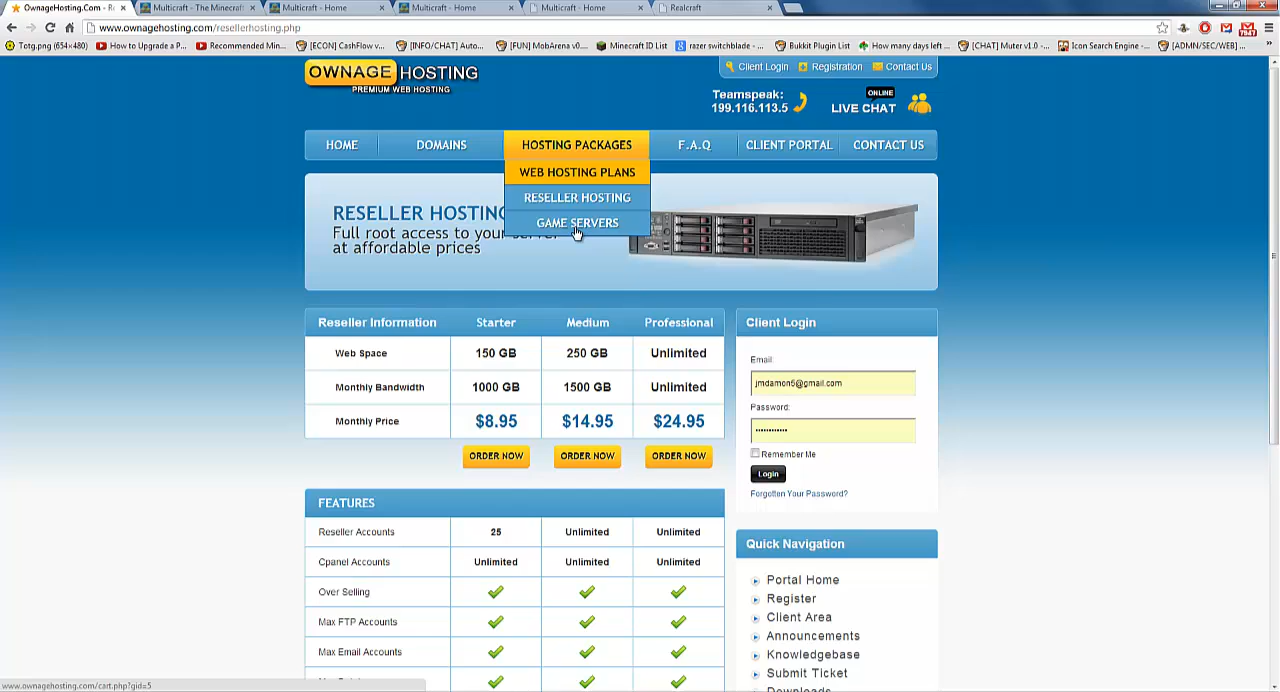 OwnageHosting.Com - R
Multicraft - The Minecraf
Multicraft - Home
Multicraft - Home
Multicraft - Home
Realcraft
www.ownagehosting.com/resellerhosting.php
Totg.png (654×480)
How to Upgrade a P...
Recommended Min...
[ECON] CashFlow v...
[INFO/CHAT] Auto...
[FUN] MobArena v0...
Minecraft ID List
razer switchblade - ...
Bukkit Plugin List
How many days left ...
[CHAT] Muter v1.0-...
Icon Search Engine -...
[ADMN/SEC/WEB] ...
OWNAGE HOSTING
PREMIUM WEB HOSTING
Client Login
Registration
Contact Us
Teamspeak:
199.116.113.5
ONLINE
LIVE CHAT
HOME
DOMAINS
HOSTING PACKAGES
F.A.Q
CLIENT PORTAL
CONTACT US
WEB HOSTING PLANS
RESELLER HOSTING
GAME SERVERS
RESELLER HOSTING
Full root access to your server
at affordable prices
Reseller Information Starter Medium Professional
Web Space 150 GB 250 GB Unlimited
Monthly Bandwidth 1000 GB 1500 GB Unlimited
Monthly Price $8.95 $14.95 $24.95
ORDER NOW ORDER NOW ORDER NOW
FEATURES
Reseller Accounts 25 Unlimited Unlimited
Cpanel Accounts Unlimited Unlimited Unlimited
Over Selling
Max FTP Accounts
Max Email Accounts
Client Login
Email:
jmdamon5@gmail.com
Password:
Remember Me
Login
Forgotten Your Password?
Quick Navigation
Portal Home
Register
Client Area
Announcements
Knowledgebase
Submit Ticket
Downloads
www.ownagehosting.com/cart.php?gid=5